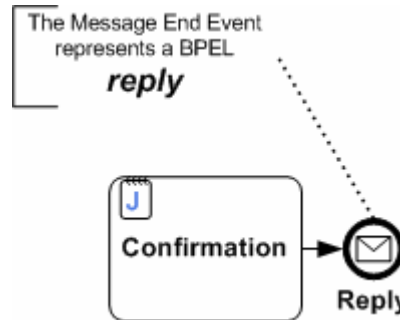 The Message End Event
represents a BPEL
reply
J
Confirmation
Reply